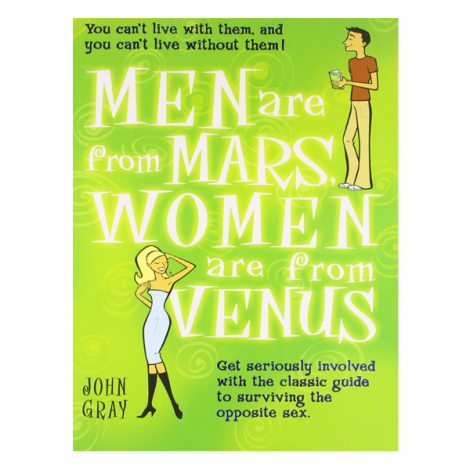 You can't live with them, and
you can't live without them!
MEN are
from MARS,
WOMEN
are from
VENUS
Get seriously involved
with the classic guide
to surviving the
opposite sex.
JOHN
GRAY